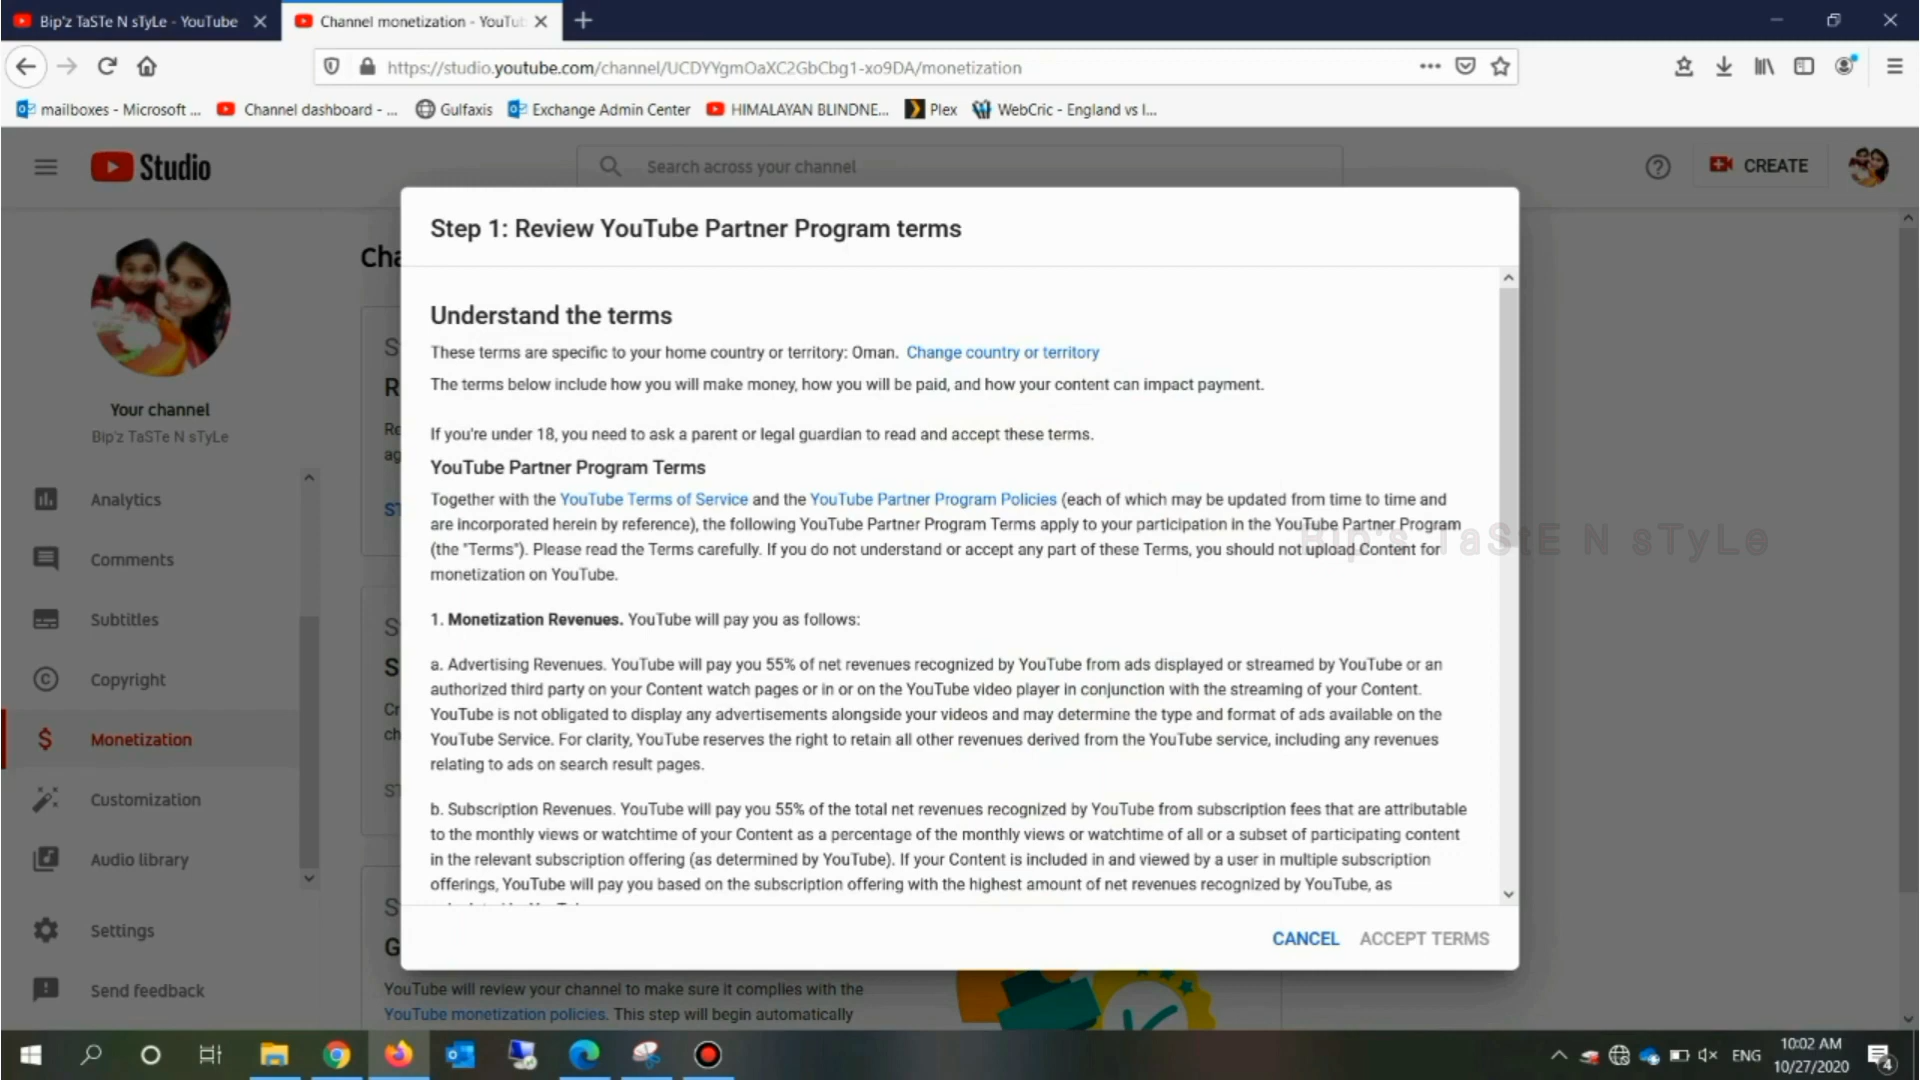 Bip'z TaSTe N sTyLe - YouTube
Channel monetization - YouTu
https://studio.youtube.com/channel/UCDYYgmOaXC2GbCbg1-xo9DA/monetization
mailboxes - Microsoft ...
Channel dashboard - ...
Gulfaxis
Exchange Admin Center
HIMALAYAN BLINDNE...
Plex
WebCric - England vs I...
Studio
Search across your channel
CREATE
Cha
Your channel
Bip'z TaSTe N sTyLe
Analytics
Comments
Subtitles
Copyright
Monetization
Customization
Audio library
Settings
Send feedback
Step 1: Review YouTube Partner Program terms
Understand the terms
These terms are specific to your home country or territory: Oman. Change country or territory
The terms below include how you will make money, how you will be paid, and how your content can impact payment.
If you're under 18, you need to ask a parent or legal guardian to read and accept these terms.
YouTube Partner Program Terms
Together with the YouTube Terms of Service and the YouTube Partner Program Policies (each of which may be updated from time to time and
are incorporated herein by reference), the following YouTube Partner Program Terms apply to your participation in the YouTube Partner Program
(the "Terms"). Please read the Terms carefully. If you do not understand or accept any part of these Terms, you should not upload Content for
monetization on YouTube.
Bip's TaStE N sTyLe
1. Monetization Revenues. YouTube will pay you as follows:
a. Advertising Revenues. YouTube will pay you 55% of net revenues recognized by YouTube from ads displayed or streamed by YouTube or an
authorized third party on your Content watch pages or in or on the YouTube video player in conjunction with the streaming of your Content.
YouTube is not obligated to display any advertisements alongside your videos and may determine the type and format of ads available on the
YouTube Service. For clarity, YouTube reserves the right to retain all other revenues derived from the YouTube service, including any revenues
relating to ads on search result pages.
b. Subscription Revenues. YouTube will pay you 55% of the total net revenues recognized by YouTube from subscription fees that are attributable
to the monthly views or watchtime of your Content as a percentage of the monthly views or watchtime of all or a subset of participating content
in the relevant subscription offering (as determined by YouTube). If your Content is included in and viewed by a user in multiple subscription
offerings, YouTube will pay you based on the subscription offering with the highest amount of net revenues recognized by YouTube, as
CANCEL ACCEPT TERMS
YouTube will review your channel to make sure it complies with the
YouTube monetization policies. This step will begin automatically
ENG
10:02 AM
10/27/2020
4